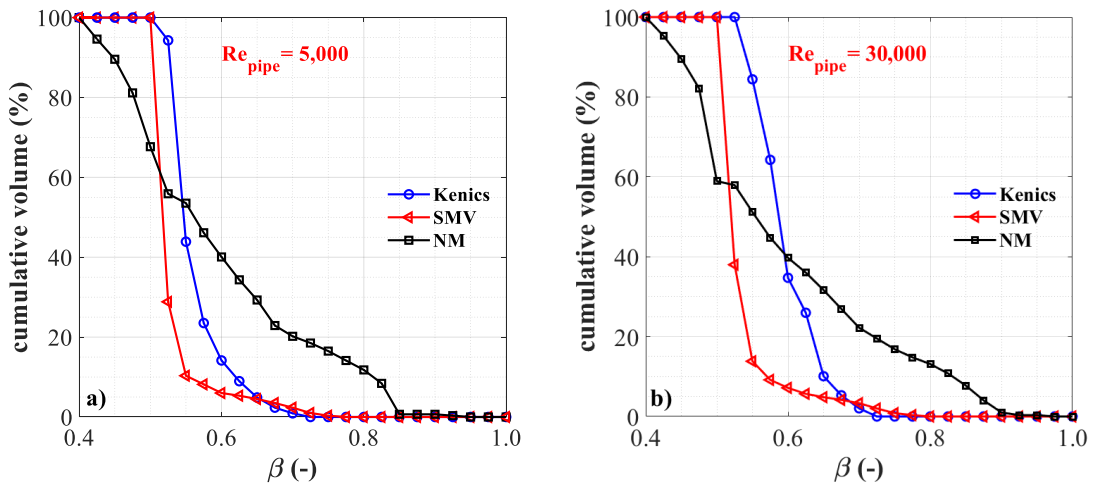 cumulative volume (%)
100
80
60
40
20
0
Re_pipe= 5,000
Kenics
SMV
NM
a)
0.4
0.6
0.8
1.0
β (-)
cumulative volume (%)
100
80
60
40
20
0
Re_pipe= 30,000
Kenics
SMV
NM
b)
0.4
0.6
0.8
1.0
β (-)